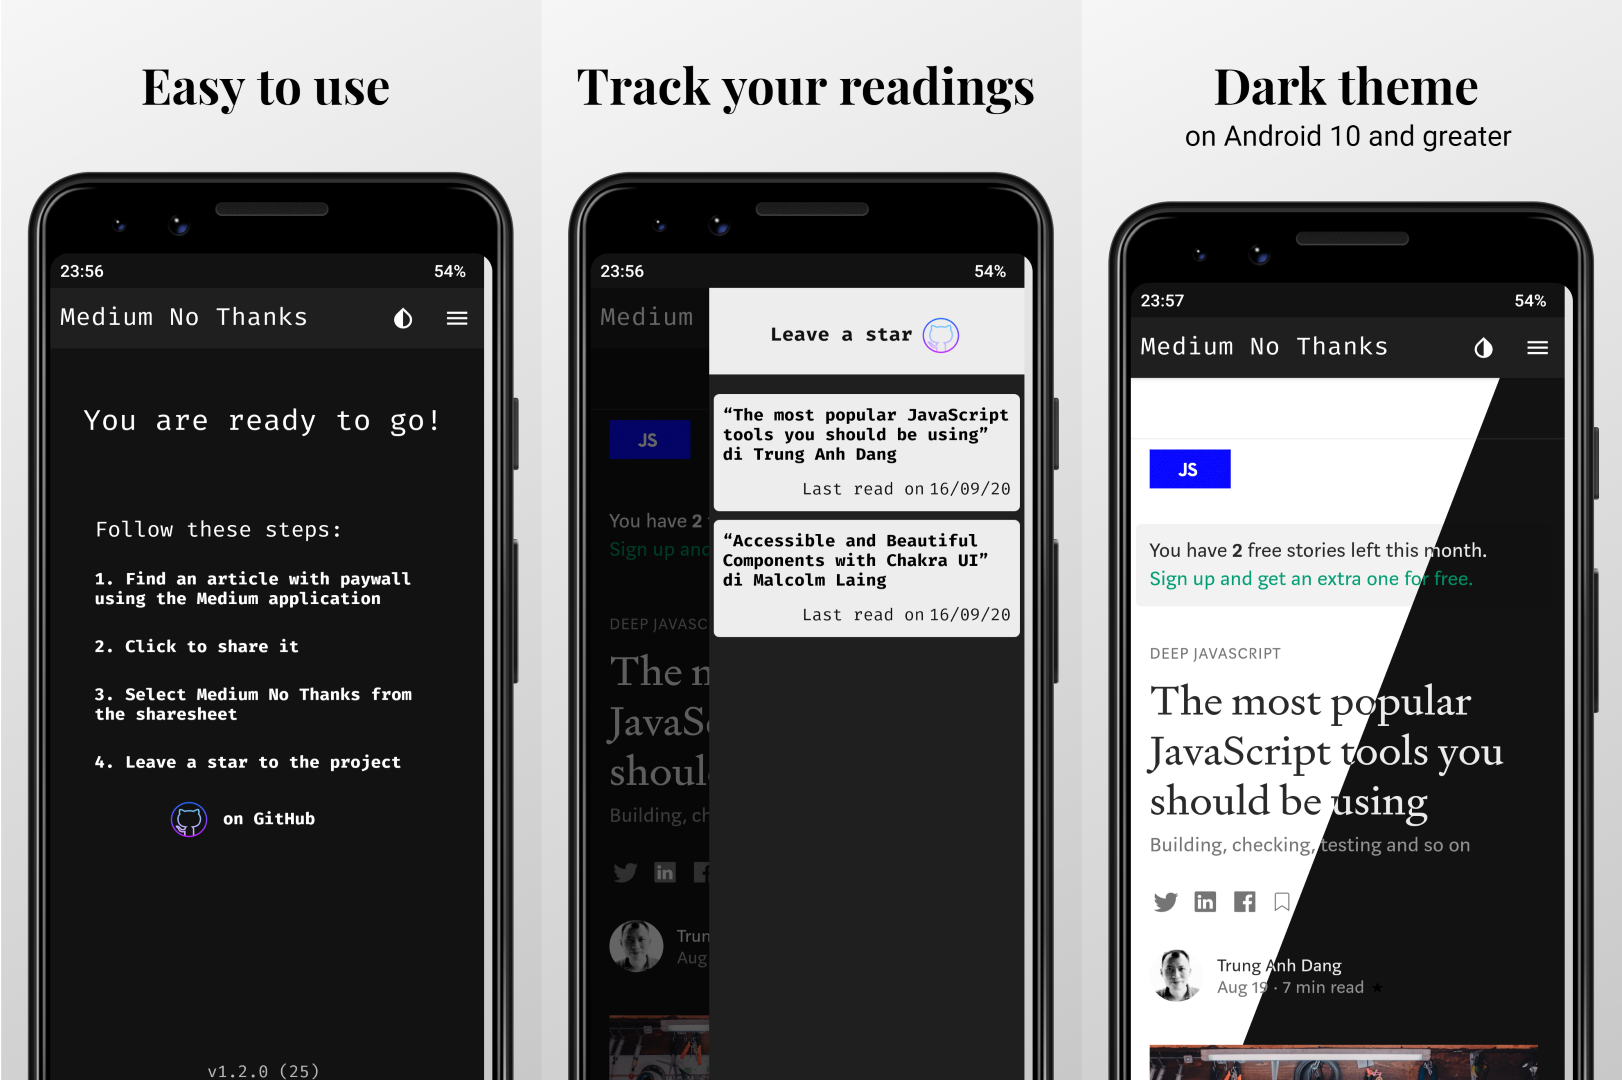 Easy to use
23:56
54%
Medium No Thanks
You are ready to go!
Follow these steps:
1. Find an article with paywall
using the Medium application
2. Click to share it
3. Select Medium No Thanks from
the sharesheet
4. Leave a star to the project
on GitHub
v1.2.0 (25)
Track your readings
23:56
54%
Medium
Leave a star
“The most popular JavaScript
tools you should be using”
di Trung Anh Dang
Last read on 16/09/20
“Accessible and Beautiful
Components with Chakra UI”
di Malcolm Laing
Last read on 16/09/20
JS
You have 2
Sign up and
DEEP JAVASC
The m
JavaSc
should
Building, ch
in
Trun
Aug
Dark theme
on Android 10 and greater
23:57
54%
Medium No Thanks
JS
You have 2 free stories left this month.
Sign up and get an extra one for free.
DEEP JAVASCRIPT
The most popular
JavaScript tools you
should be using
Building, checking, testing and so on
in
Trung Anh Dang
Aug 19 · 7 min read ★